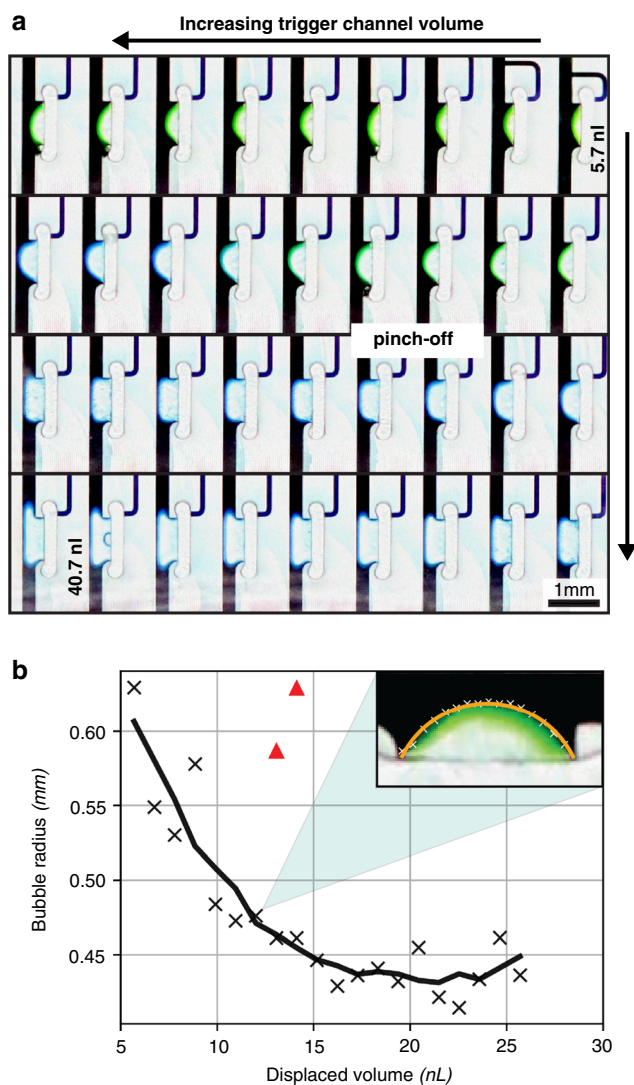 a
Increasing trigger channel volume
5.7 nl
pinch-off
40.7 nl
1mm
b
0.60
0.55
0.50
0.45
Bubble radius (mm)
5
10
15
20
25
30
Displaced volume (nL)